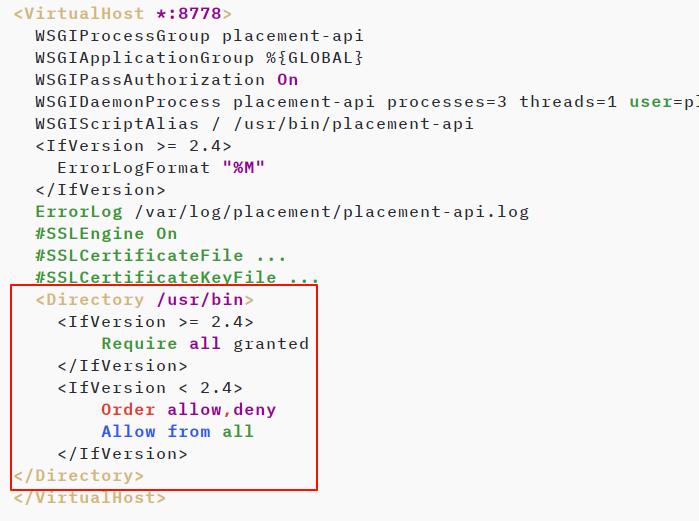 <VirtualHost *:8778>
  WSGIProcessGroup placement-api
  WSGIApplicationGroup %{GLOBAL}
  WSGIPassAuthorization On
  WSGIDaemonProcess placement-api processes=3 threads=1 user=pl
  WSGIScriptAlias / /usr/bin/placement-api
  <IfVersion >= 2.4>
    ErrorLogFormat "%M"
  </IfVersion>
  ErrorLog /var/log/placement/placement-api.log
  #SSLEngine On
  #SSLCertificateFile ...
  #SSLCertificateKeyFile ...
  <Directory /usr/bin>
    <IfVersion >= 2.4>
        Require all granted
    </IfVersion>
    <IfVersion < 2.4>
        Order allow,deny
        Allow from all
    </IfVersion>
</Directory>
</VirtualHost>